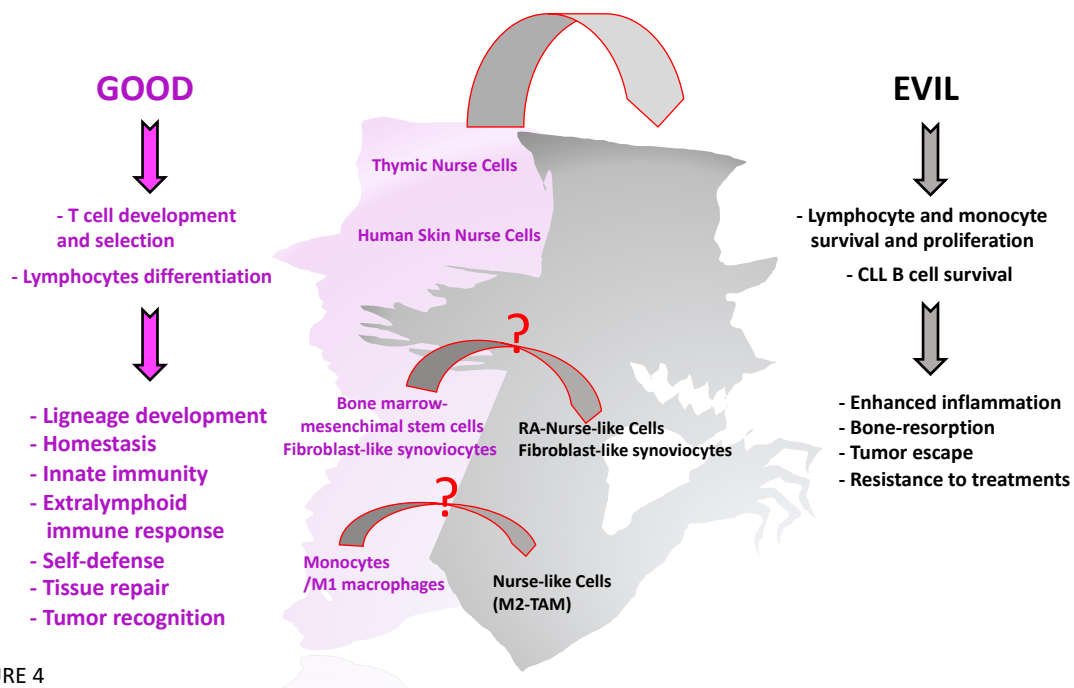 GOOD
- T cell development
and selection
- Lymphocytes differentiation
- Ligneage development
- Homestasis
- Innate immunity
- Extralymphoid
immune response
- Self-defense
- Tissue repair
- Tumor recognition
Thymic Nurse Cells
Human Skin Nurse Cells
?
Bone marrow-
mesenchimal stem cells
Fibroblast-like synoviocytes
RA-Nurse-like Cells
Fibroblast-like synoviocytes
?
Monocytes
/M1 macrophages
Nurse-like Cells
(M2-TAM)
EVIL
- Lymphocyte and monocyte
survival and proliferation
- CLL B cell survival
- Enhanced inflammation
- Bone-resorption
- Tumor escape
- Resistance to treatments
URE 4